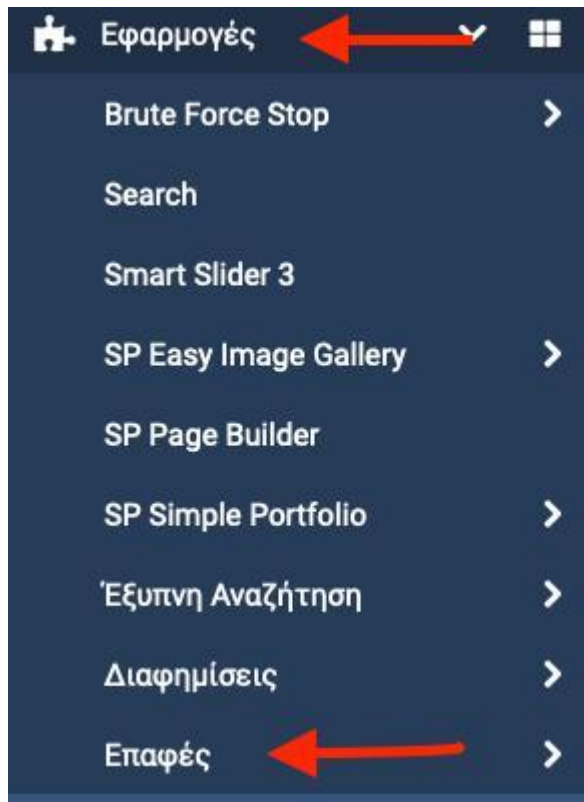 Εφαρμογές
Brute Force Stop
Search
Smart Slider 3
SP Easy Image Gallery
SP Page Builder
SP Simple Portfolio
Έξυπνη Αναζήτηση
Διαφημίσεις
Επαφές